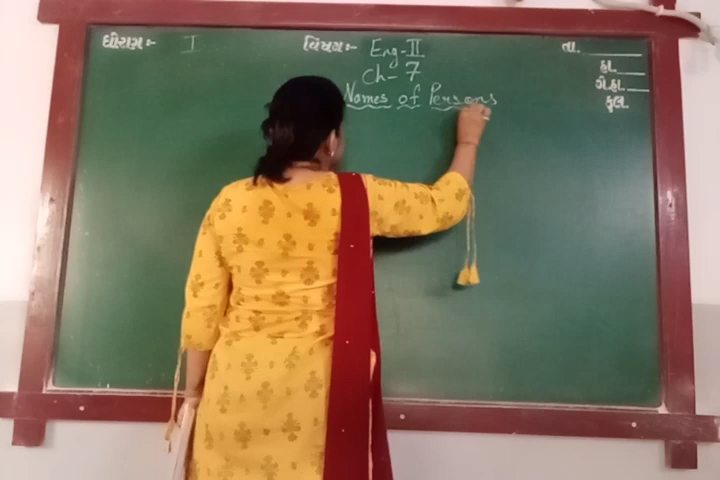 ધોરણ:- I વિષય:- Eng-II તા.
Ch-7 હા.
Names of Persons ગે.હા.
કુલ.